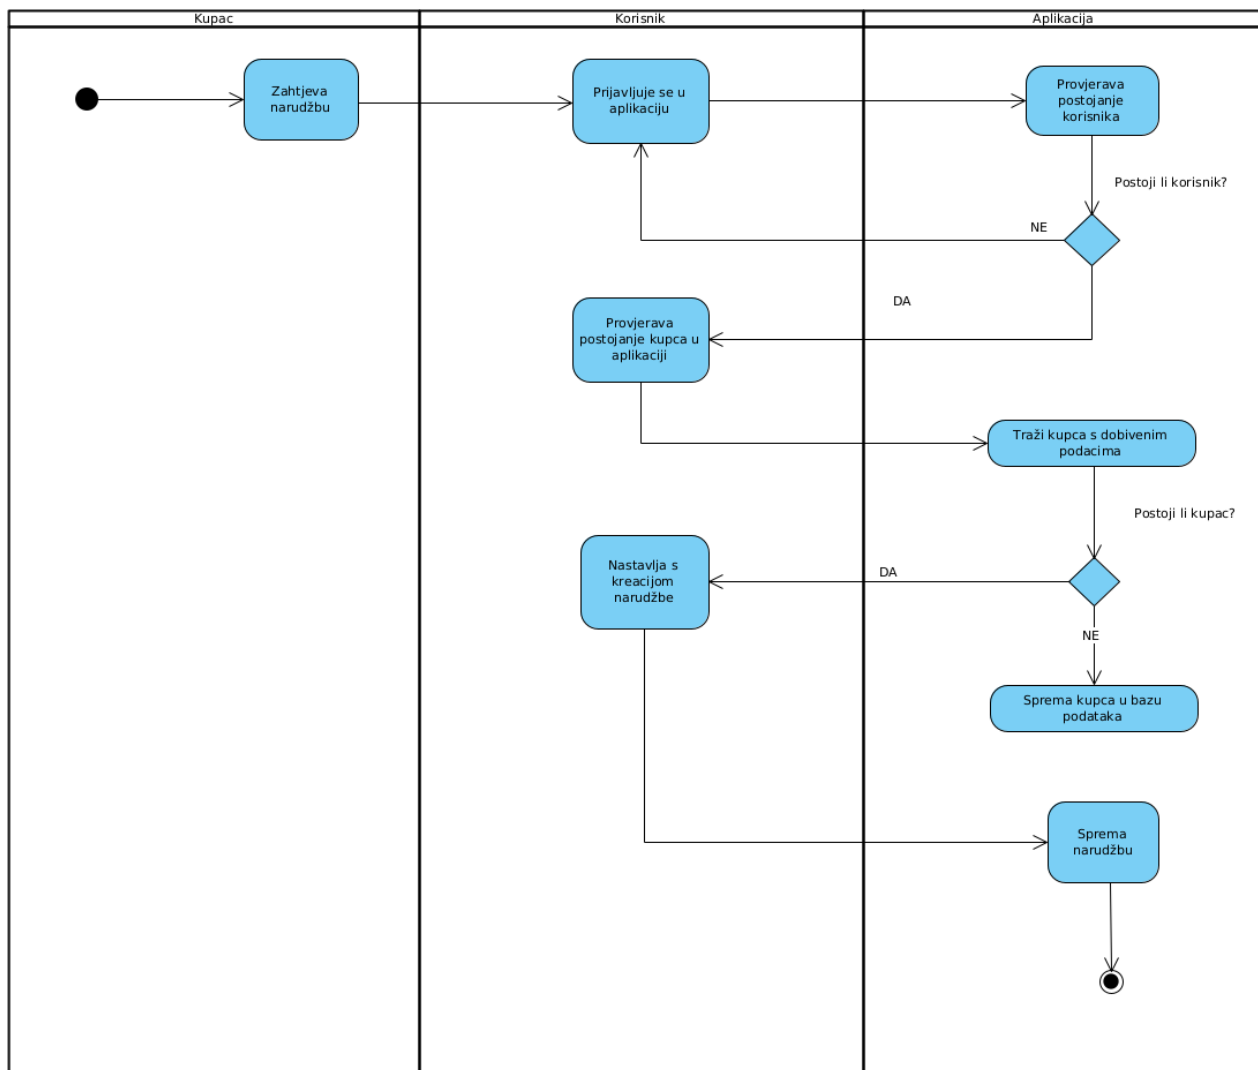 Kupac
Korisnik
Aplikacija
Zahtjeva
narudžbu
Prijavljuje se u
aplikaciju
Provjerava
postojanje
korisnika
Postoji li korisnik?
NE
DA
Provjerava
postojanje kupca u
aplikaciji
Traži kupca s dobivenim
podacima
Postoji li kupac?
Nastavlja s
kreacijom
narudžbe
DA
NE
Sprema kupca u bazu
podataka
Sprema
narudžbu